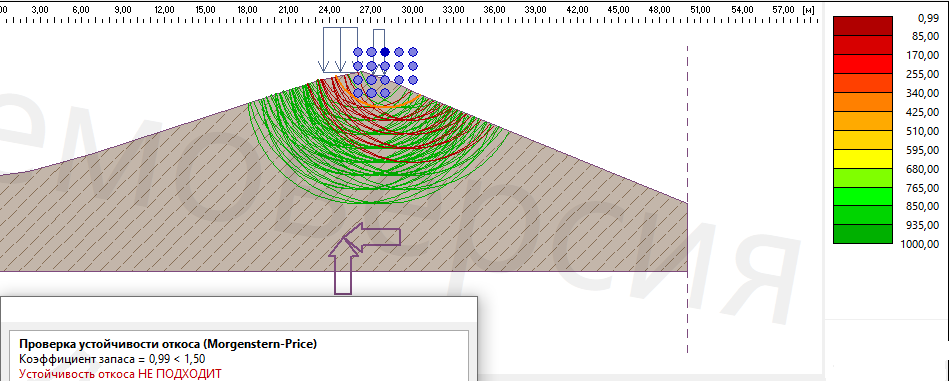 00 3,00 6,00 9,00 12,00 15,00 18,00 21,00 24,00 27,00 30,00 33,00 36,00 39,00 42,00 45,00 48,00 51,00 54,00 57,00 [м]
0,99
85,00
170,00
255,00
340,00
425,00
510,00
595,00
680,00
765,00
850,00
935,00
1000,00
емоверсия
Проверка устойчивости откоса (Morgenstern-Price)
Коэффициент запаса = 0,99 < 1,50
Устойчивость откоса НЕ ПОДХОДИТ